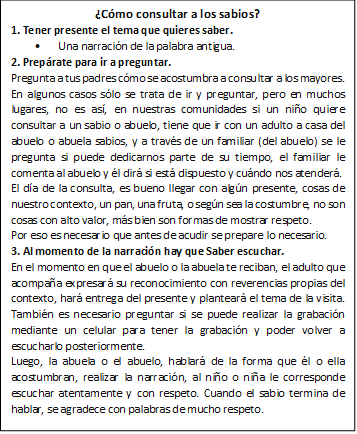 ¿Cómo consultar a los sabios?
1. Tener presente el tema que quieres saber.
• Una narración de la palabra antigua.
2. Prepárate para ir a preguntar.
Pregunta a tus padres cómo se acostumbra a consultar a los mayores.
En algunos casos sólo se trata de ir y preguntar, pero en muchos
lugares, no es así, en nuestras comunidades si un niño quiere
consultar a un sabio o abuelo, tiene que ir con un adulto a casa del
abuelo o abuela sabios, y a través de un familiar (del abuelo) se le
pregunta si puede dedicarnos parte de su tiempo, el familiar le
comenta al abuelo y él dirá si está dispuesto y cuándo nos atenderá.
El día de la consulta, es bueno llegar con algún presente, cosas de
nuestro contexto, un pan, una fruta, o según sea la costumbre, no son
cosas con alto valor, más bien son formas de mostrar respeto.
Por eso es necesario que antes de acudir se prepare lo necesario.
3. Al momento de la narración hay que Saber escuchar.
En el momento en que el abuelo o la abuela te reciban, el adulto que
acompaña expresará su reconocimiento con reverencias propias del
contexto, hará entrega del presente y planteará el tema de la visita.
También es necesario preguntar si se puede realizar la grabación
mediante un celular para tener la grabación y poder volver a
escucharlo posteriormente.
Luego, la abuela o el abuelo, hablará de la forma que él o ella
acostumbran, realizar la narración, al niño o niña le corresponde
escuchar atentamente y con respeto. Cuando el sabio termina de
hablar, se agradece con palabras de mucho respeto.